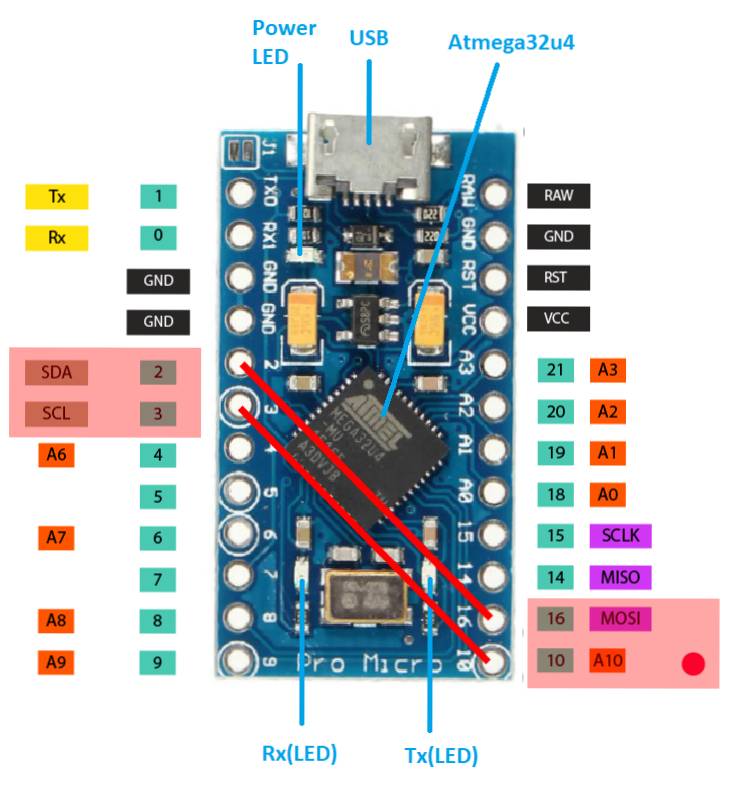 Power
LED
USB
Atmega32u4
J1
Tx 1 TXO RAW RAW
Rx 0 RX1 GND GND
GND GND RST RST
GND GND VCC VCC
SDA 2 2 A3 21 A3
SCL 3 3 A2 20 A2
A6 4 4 A1 19 A1
5 5 A0 18 A0
A7 6 6 15 15 SCLK
7 7 14 14 MISO
A8 8 8 16 16 MOSI
A9 9 9 Pro Micro 10 10 A10
022
220
ATMEL
MEGA32U4
-MU
Rx(LED)
Tx(LED)